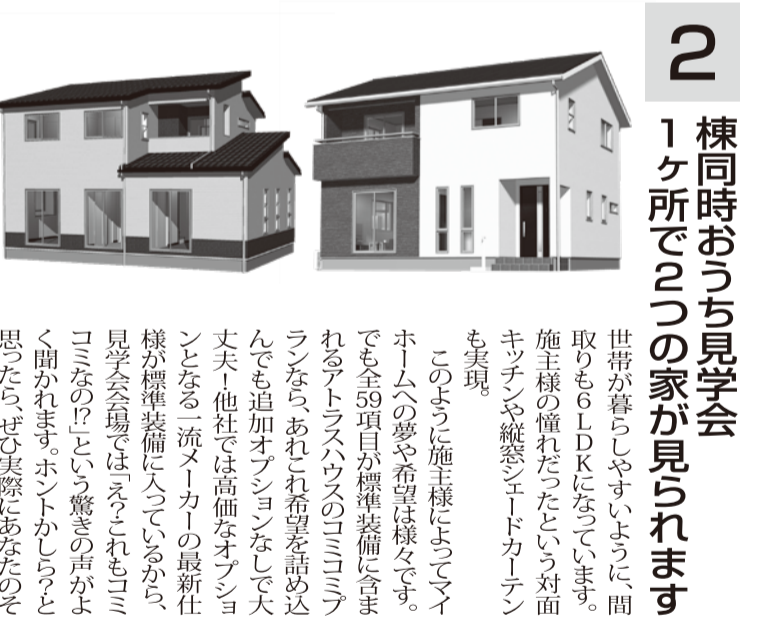 2
棟同時おうち見学会
1ヶ所で2つの家が見られます
世帯が暮らしやすいように、間
取りも6LDKになっています。
施主様の憧れだったという対面
キッチンや縦窓シェードカーテン
も実現。
このように施主様によってマイ
ホームへの夢や希望は様々です。
でも全59項目が標準装備に含ま
れるアトラスハウスのコミコミプ
ランなら、あれこれ希望を詰め込
んでも追加オプションなしで大
丈夫!他社では高価なオプショ
ンとなる一流メーカーの最新仕
様が標準装備に入っているから、
見学会会場では「え?これもコミ
コミなの!?」という驚きの声がよ
く聞かれます。ホントかしら?と
思ったら、ぜひ実際にあなたのそ